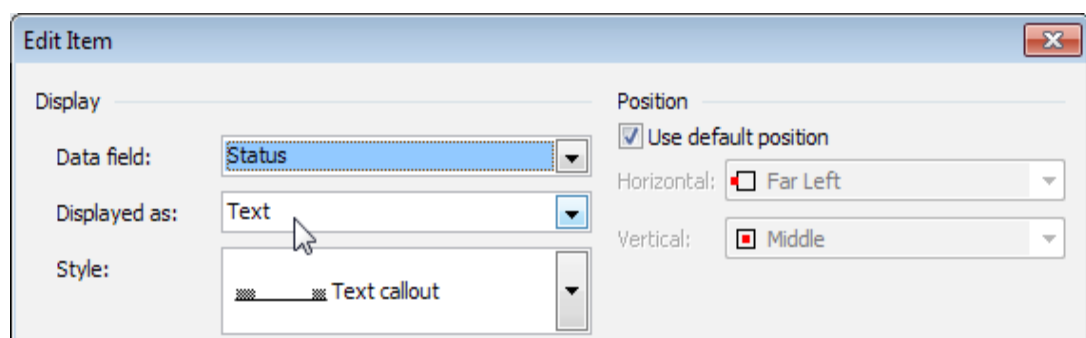 Edit Item
Display
Data field: Status
Displayed as: Text
Style: Text callout
Position
Use default position
Horizontal: Far Left
Vertical: Middle